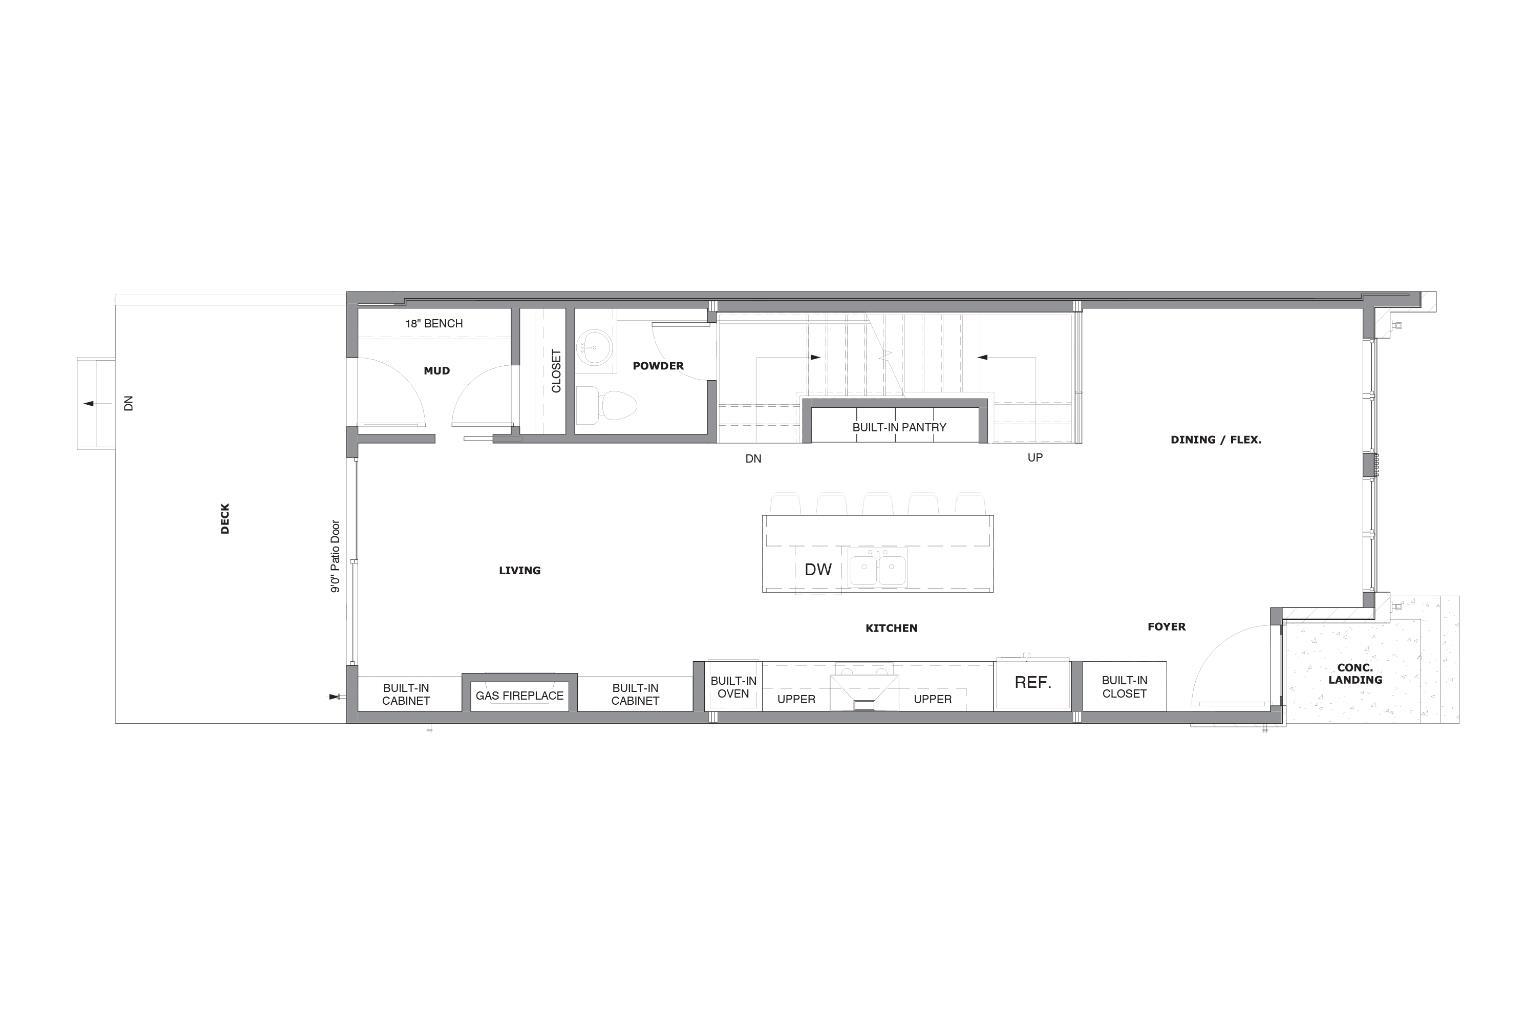 18" BENCH
MUD
CLOSET
POWDER
BUILT-IN PANTRY
DN
DN
UP
DINING / FLEX.
DECK
9'0" Patio Door
LIVING
DW
KITCHEN
FOYER
CONC.
LANDING
BUILT-IN
CABINET
GAS FIREPLACE
BUILT-IN
CABINET
BUILT-IN
OVEN
UPPER
UPPER
REF.
BUILT-IN
CLOSET